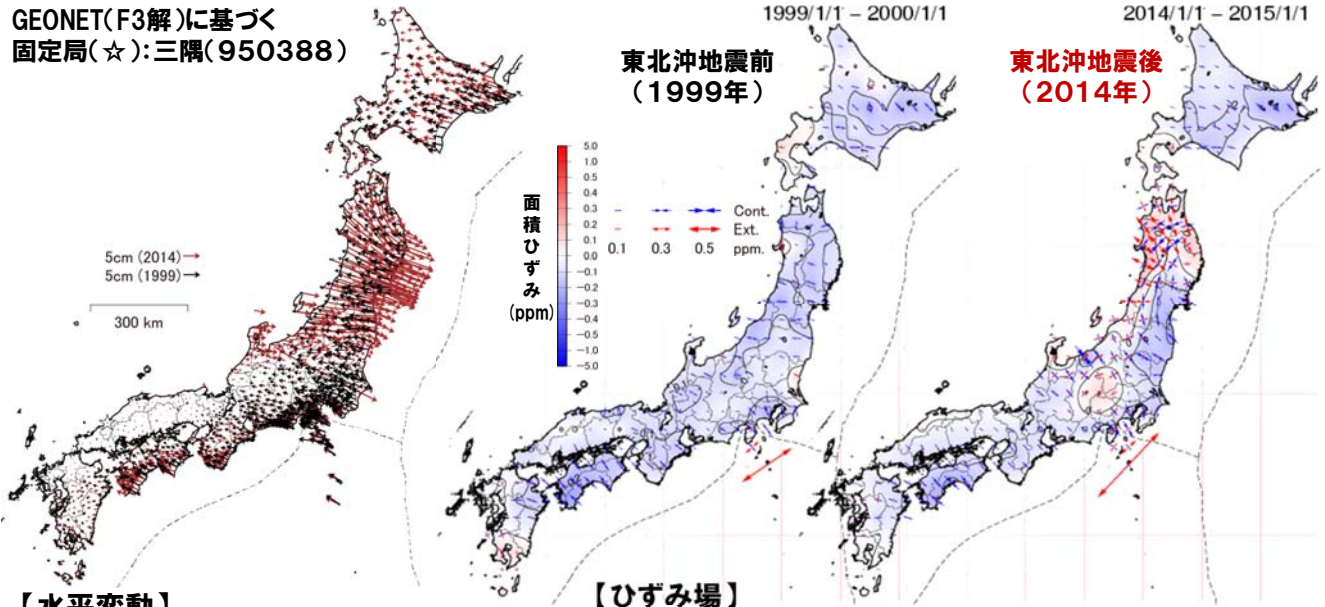 GEONET(F3解)に基づく
固定局(☆):三隅(950388)
5cm (2014)
5cm (1999)
300 km
【水平変動】
1999/1/1 – 2000/1/1
東北沖地震前
(1999年)
面積ひずみ
(ppm)
5.0
1.0
0.5
0.4
0.3
0.2
0.1
0.0
−0.1
−0.2
−0.3
−0.4
−0.5
−1.0
−5.0
Cont.
Ext.
0.1 0.3 0.5 ppm.
2014/1/1 – 2015/1/1
東北沖地震後
(2014年)
【ひずみ場】